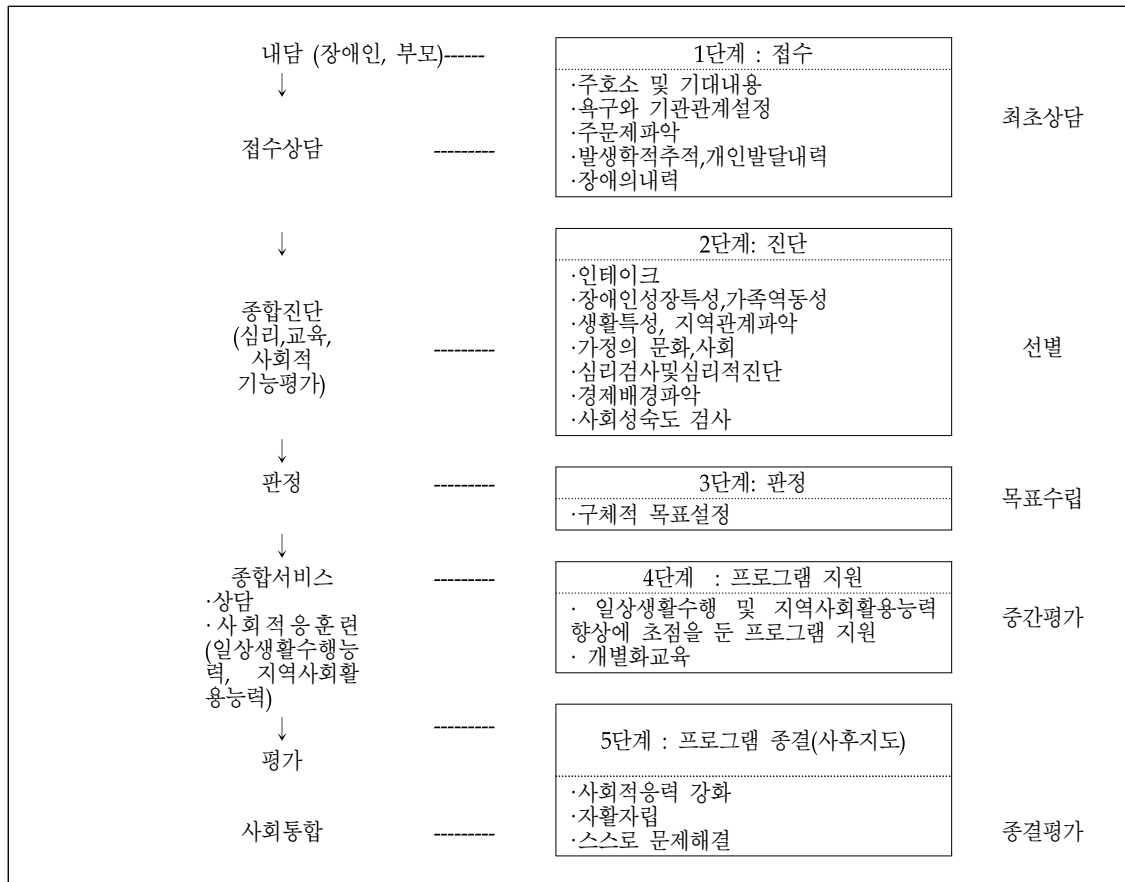 내담 (장애인, 부모)------
1단계 : 접수
·주호소 및 기대내용
·욕구와 기관관계설정
·주문제파악
·발생학적추적,개인발달내력
·장애의내력
최초상담
↓
접수상담
---------
↓
2단계: 진단
·인테이크
·장애인성장특성,가족역동성
·생활특성, 지역관계파악
·가정의 문화,사회
·심리검사및심리적진단
·경제배경파악
·사회성숙도 검사
종합진단
(심리,교육,
사회적
기능평가)
---------
선별
↓
판정
---------
3단계: 판정
·구체적 목표설정
목표수립
↓
종합서비스
·상담
·사회적응훈련
(일상생활수행능
력, 지역사회활
용능력)
---------
4단계 : 프로그램 지원
· 일상생활수행 및 지역사회활용능력
향상에 초점을 둔 프로그램 지원
· 개별화교육
중간평가
↓
평가
---------
5단계 : 프로그램 종결(사후지도)
·사회적응력 강화
·자활자립
·스스로 문제해결
사회통합
---------
종결평가